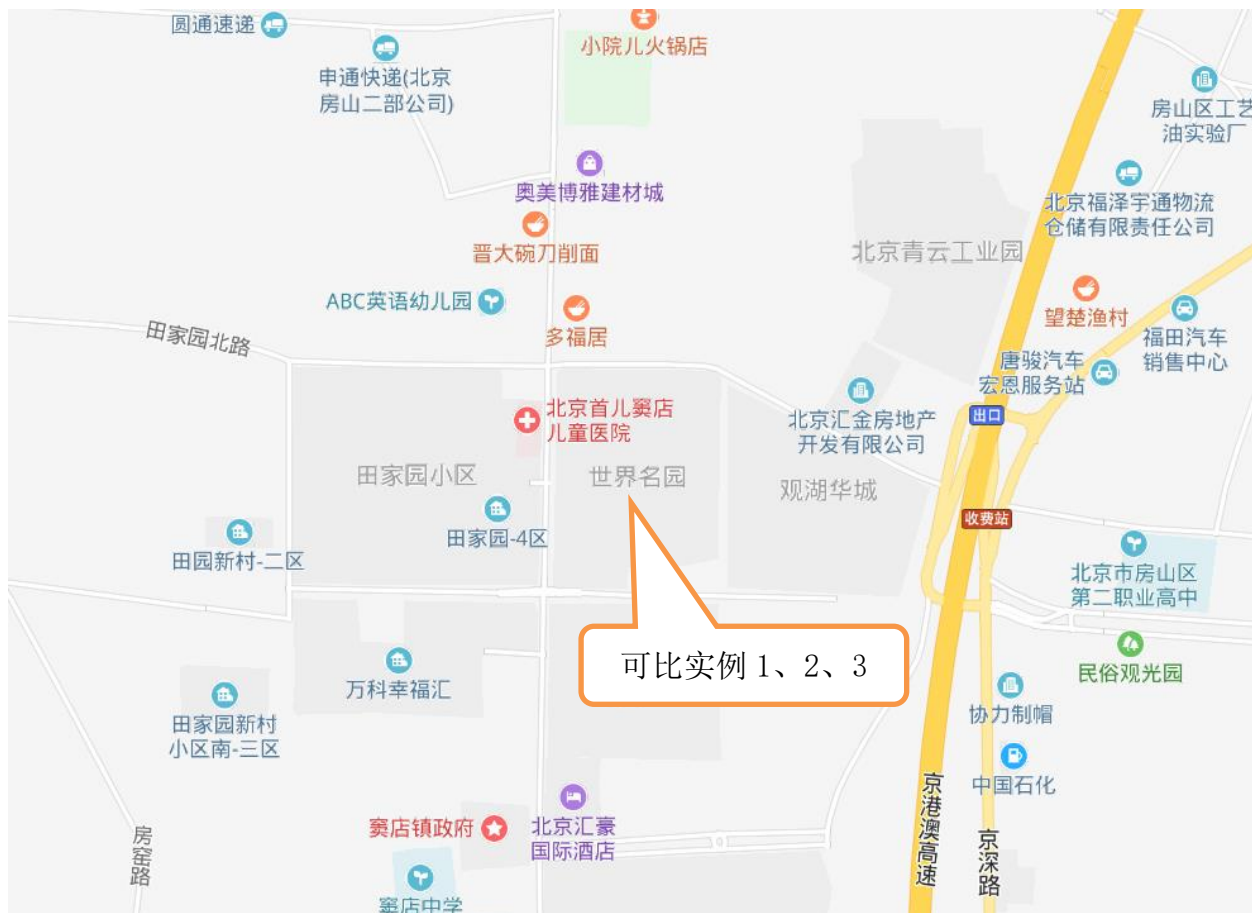 圆通速递
小院儿火锅店
申通快递(北京
房山二部公司)
房山区工艺
油实验厂
奥美博雅建材城
北京福泽宇通物流
仓储有限责任公司
晋大碗刀削面
北京青云工业园
ABC英语幼儿园
望楚渔村
田家园北路
多福居
福田汽车
销售中心
唐骏汽车
宏恩服务站
北京首儿窦店
儿童医院
北京汇金房地产
开发有限公司
出口
田家园小区
世界名园
观湖华城
收费站
田家园-4区
田园新村-二区
北京市房山区
第二职业高中
可比实例 1、2、3
万科幸福汇
民俗观光园
田家园新村
小区南-三区
协力制帽
中国石化
京港澳高速
窦店镇政府
北京汇豪
国际酒店
房窑路
京深路
窦店中学